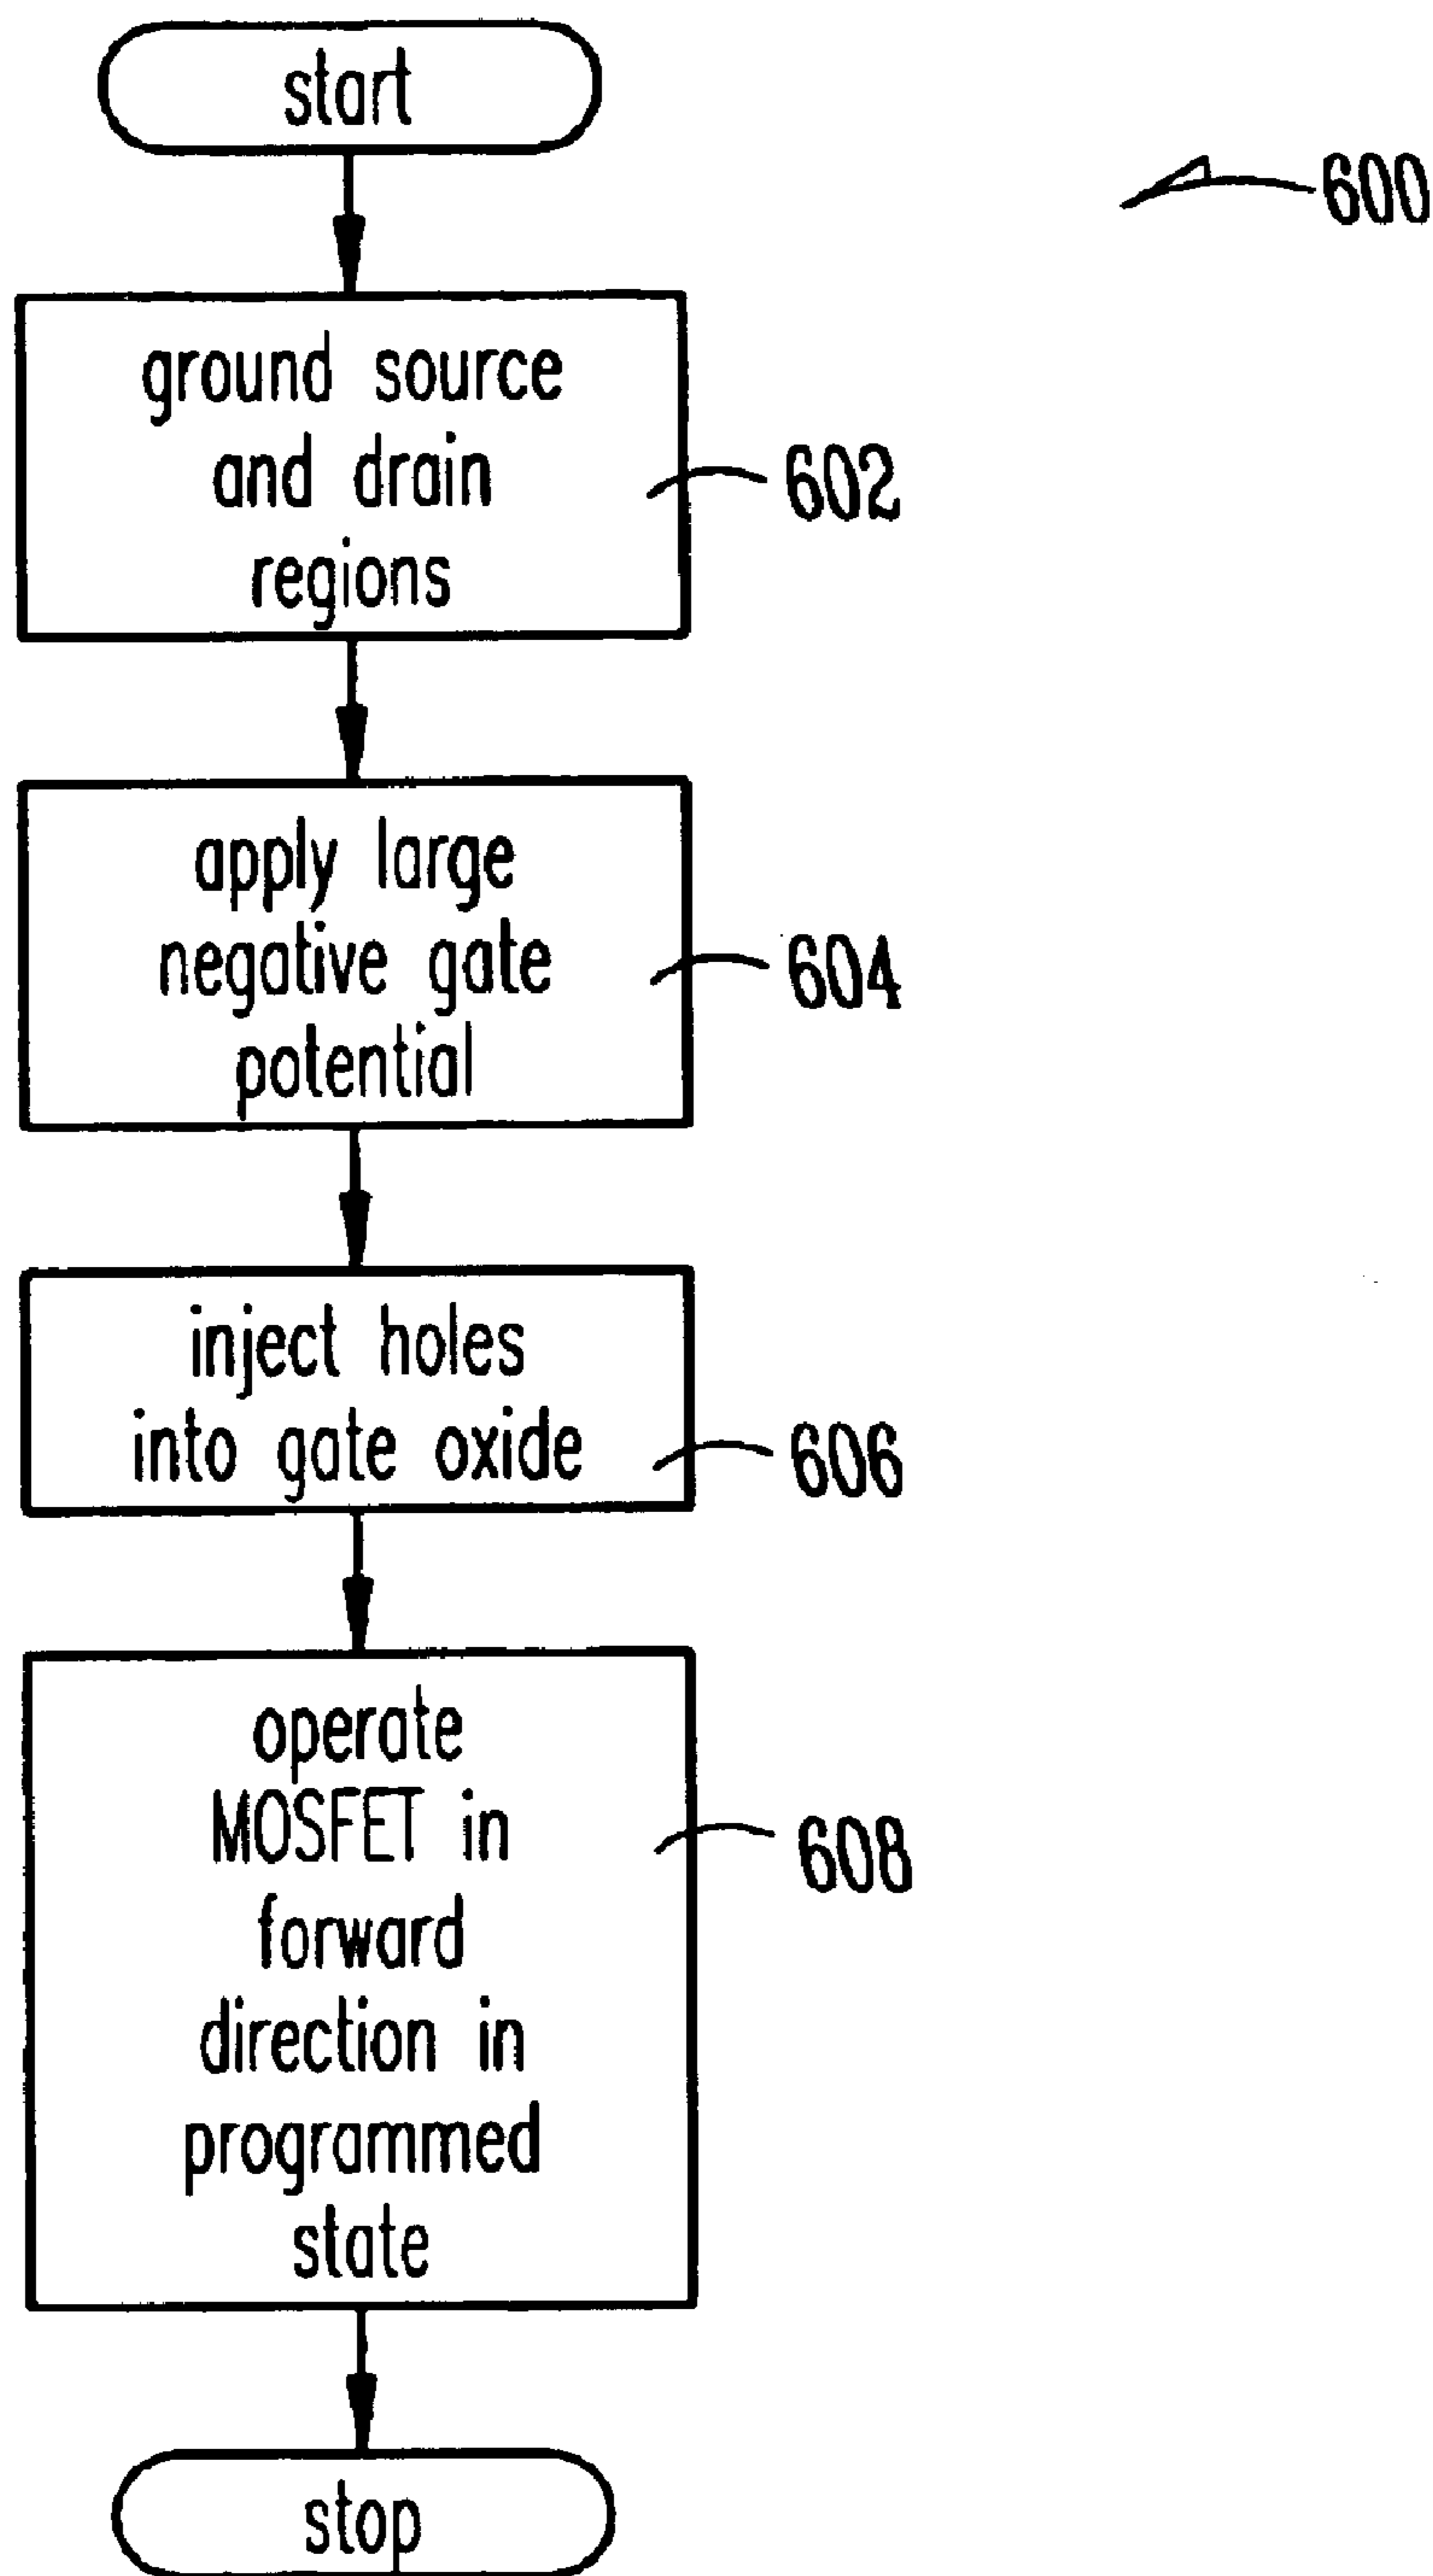 start
600
ground source
and drain
regions
602
apply large
negative gate
potential
604
inject holes
into gate oxide
606
operate
MOSFET in
forward
direction in
programmed
state
608
stop